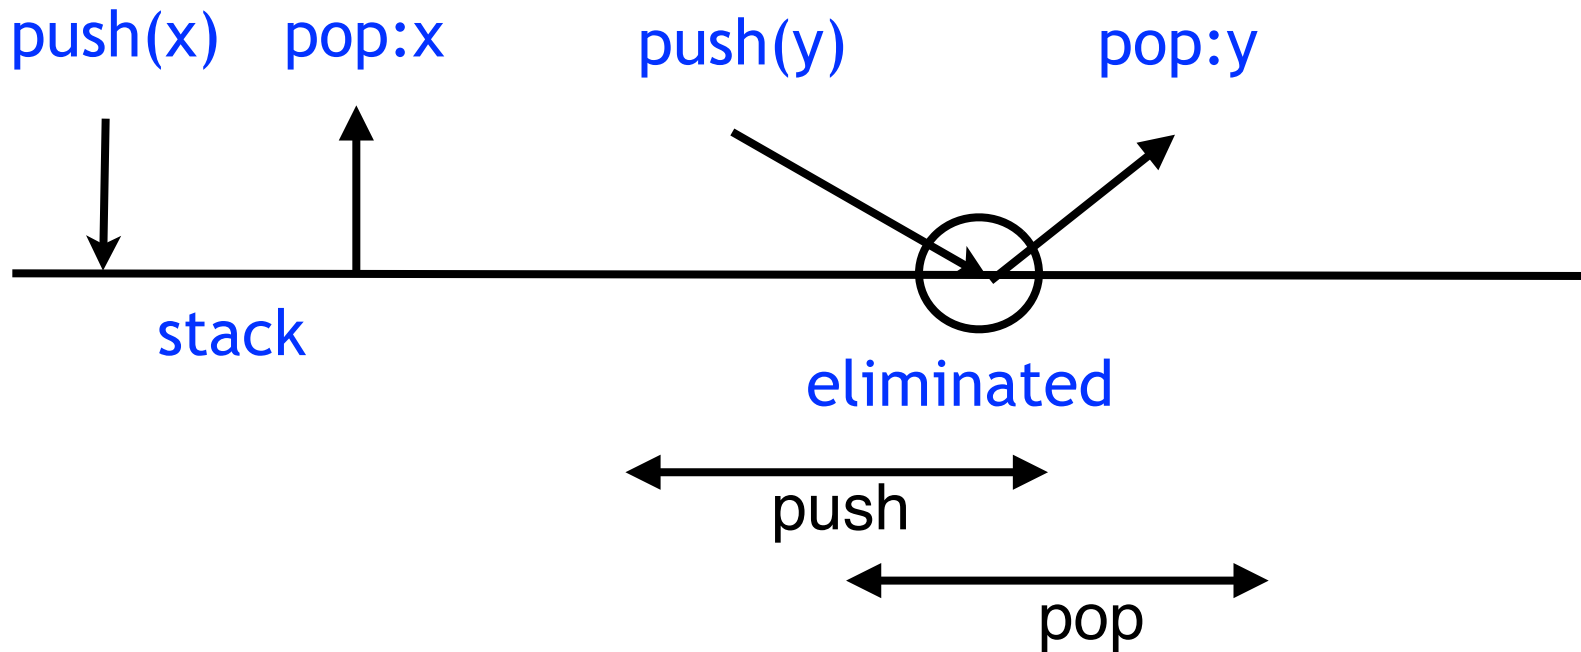 push(x) pop:x push(y) pop:y
stack
eliminated
push
pop